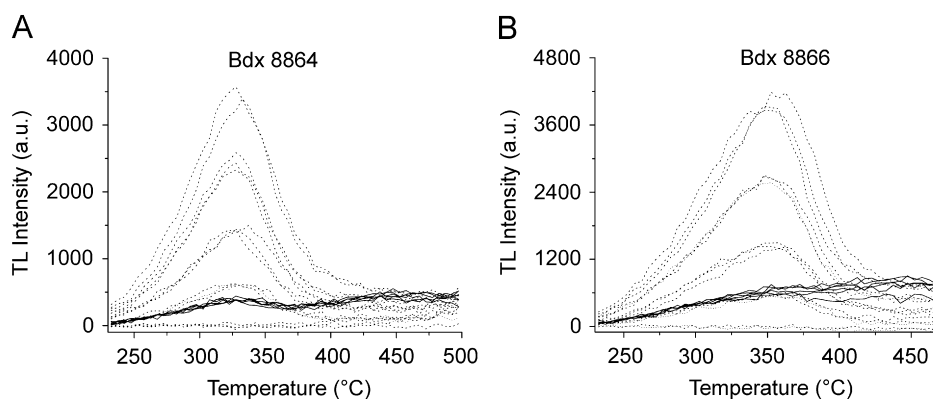 A
B
Bdx 8864
Bdx 8866
4000
3000
2000
1000
0
TL Intensity (a.u.)
250 300 350 400 450 500
Temperature (°C)
4800
3600
2400
1200
0
TL Intensity (a.u.)
250 300 350 400 450
Temperature (°C)